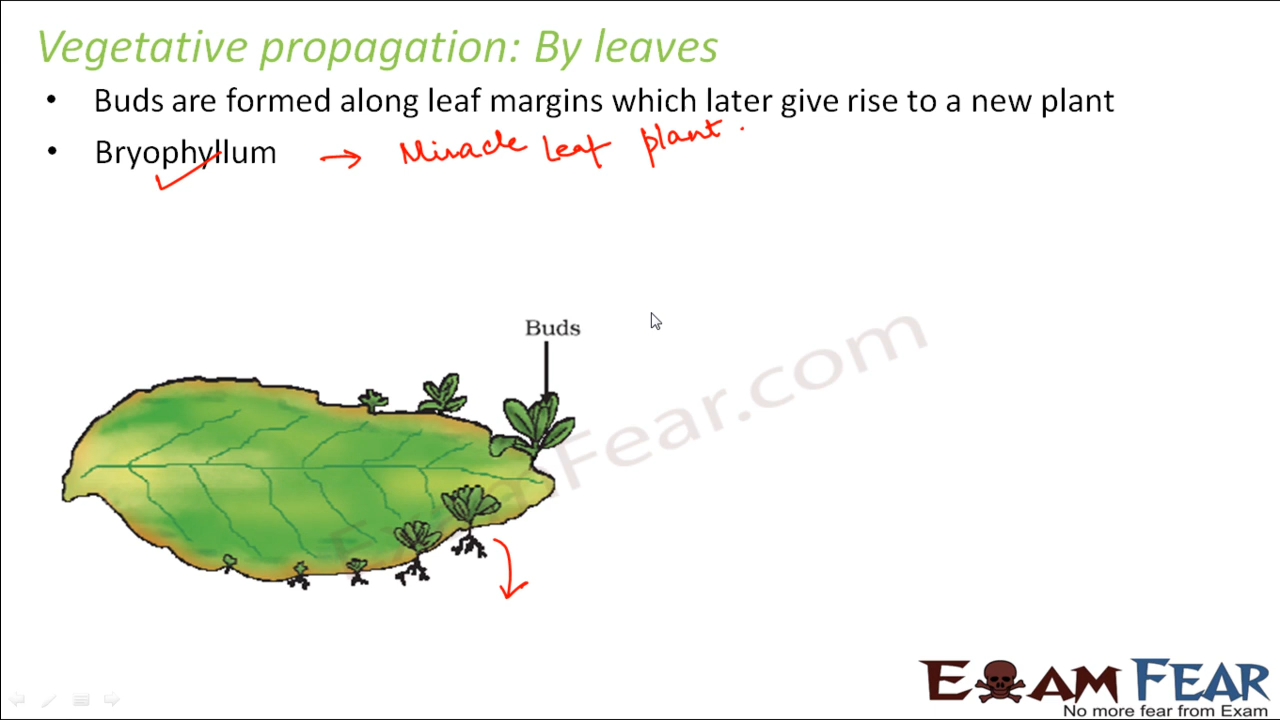 Vegetative propagation: By leaves
• Buds are formed along leaf margins which later give rise to a new plant
• Bryophyllum → Miracle Leaf plant.
Buds
ExamFear.com
EXAM FEAR
No more fear from Exam